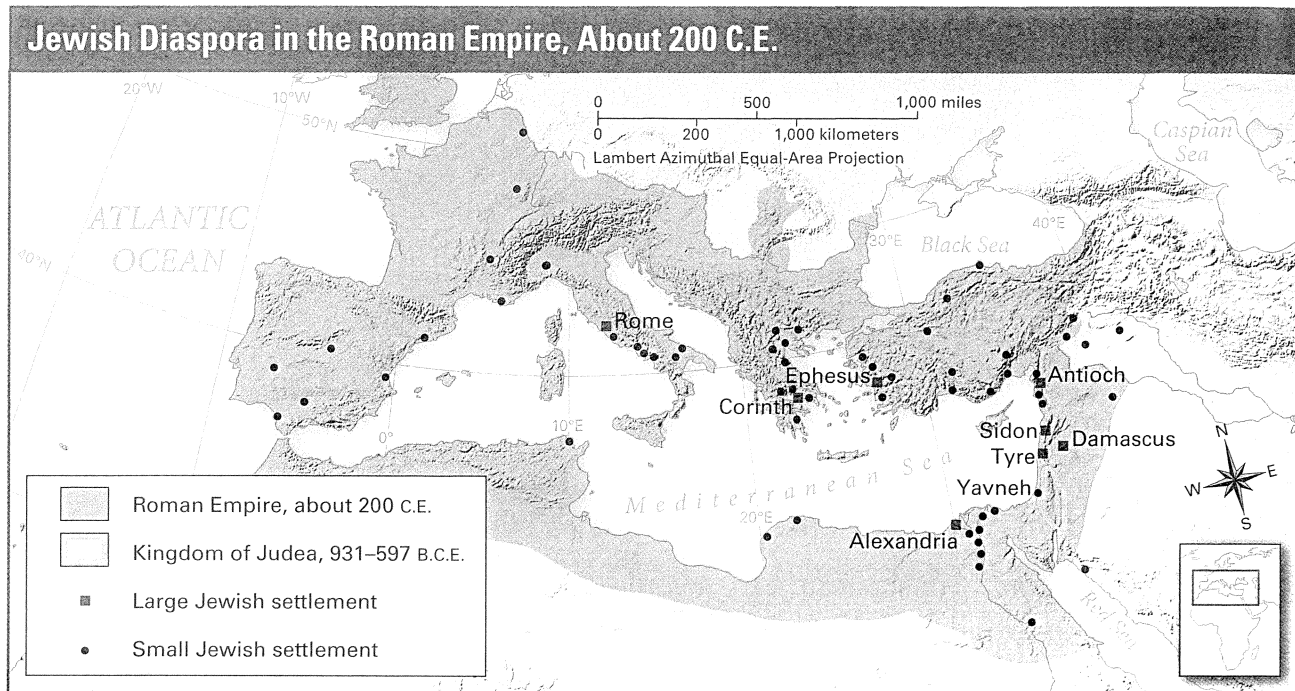 Jewish Diaspora in the Roman Empire, About 200 C.E.
20°W
10°W
50°N
0 500 1,000 miles
0 200 1,000 kilometers
Lambert Azimuthal Equal-Area Projection
Caspian
Sea
ATLANTIC
OCEAN
40°N
30°E
Black Sea
40°E
Rome
Ephesus
Corinth
Antioch
Sidon
Damascus
Tyre
Yavneh
Alexandria
0°
10°E
20°E
Mediterranean Sea
Red Sea
N
E
W
S
Roman Empire, about 200 C.E.
Kingdom of Judea, 931–597 B.C.E.
Large Jewish settlement
Small Jewish settlement